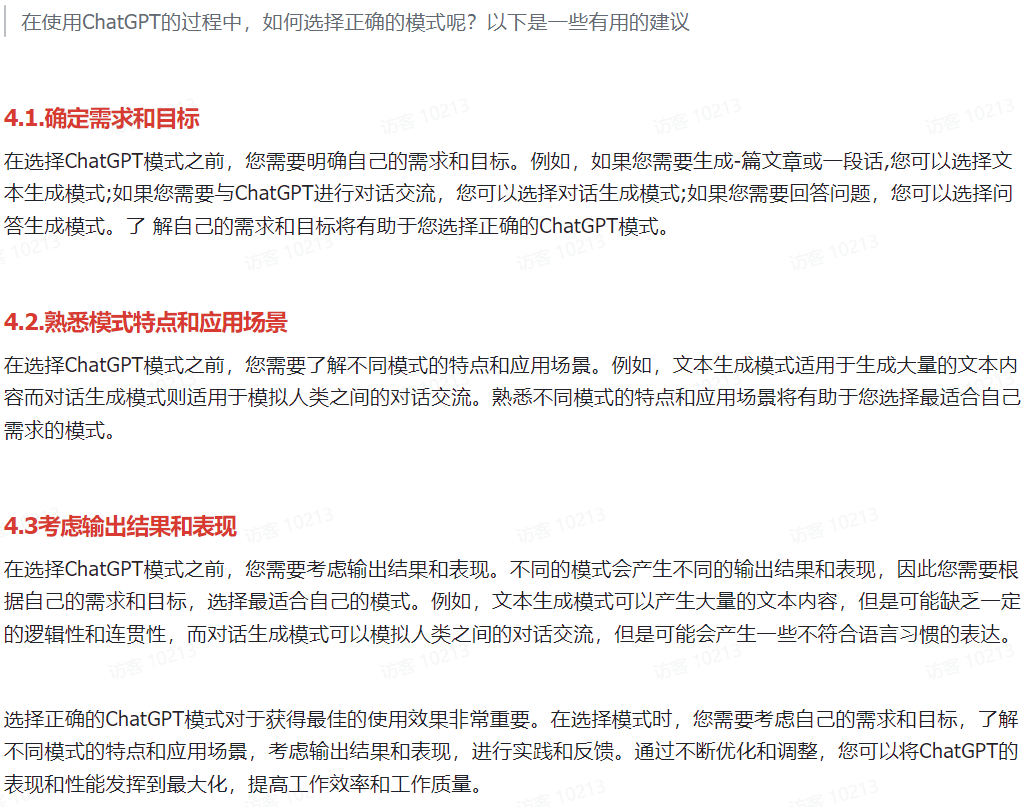 在使用ChatGPT的过程中，如何选择正确的模式呢？以下是一些有用的建议
4.1.确定需求和目标
在选择ChatGPT模式之前，您需要明确自己的需求和目标。例如，如果您需要生成-篇文章或一段话,您可以选择文
本生成模式;如果您需要与ChatGPT进行对话交流，您可以选择对话生成模式;如果您需要回答问题，您可以选择问
答生成模式。了 解自己的需求和目标将有助于您选择正确的ChatGPT模式。
4.2.熟悉模式特点和应用场景
在选择ChatGPT模式之前，您需要了解不同模式的特点和应用场景。例如，文本生成模式适用于生成大量的文本内
容而对话生成模式则适用于模拟人类之间的对话交流。熟悉不同模式的特点和应用场景将有助于您选择最适合自己
需求的模式。
4.3考虑输出结果和表现
在选择ChatGPT模式之前，您需要考虑输出结果和表现。不同的模式会产生不同的输出结果和表现，因此您需要根
据自己的需求和目标，选择最适合自己的模式。例如，文本生成模式可以产生大量的文本内容，但是可能缺乏一定
的逻辑性和连贯性，而对话生成模式可以模拟人类之间的对话交流，但是可能会产生一些不符合语言习惯的表达。
选择正确的ChatGPT模式对于获得最佳的使用效果非常重要。在选择模式时，您需要考虑自己的需求和目标，了解
不同模式的特点和应用场景，考虑输出结果和表现，进行实践和反馈。通过不断优化和调整，您可以将ChatGPT的
表现和性能发挥到最大化，提高工作效率和工作质量。
访客 10213